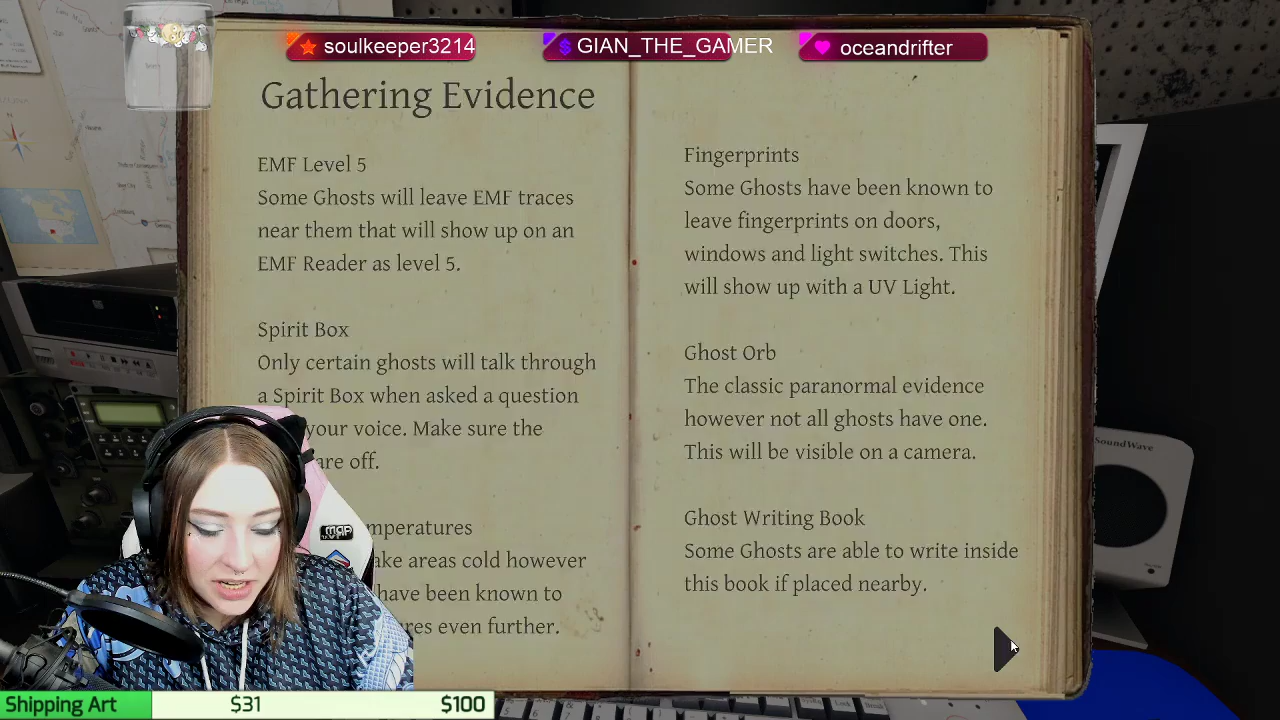 soulkeeper3214
GIAN_THE_GAMER
oceandrifter
Gathering Evidence
EMF Level 5
Some Ghosts will leave EMF traces
near them that will show up on an
EMF Reader as level 5.
Spirit Box
Only certain ghosts will talk through
a Spirit Box when asked a question
your voice. Make sure the
are off.
ake areas cold however
have been known to
even further.
Fingerprints
Some Ghosts have been known to
leave fingerprints on doors,
windows and light switches. This
will show up with a UV Light.
Ghost Orb
The classic paranormal evidence
however not all ghosts have one.
This will be visible on a camera.
Ghost Writing Book
Some Ghosts are able to write inside
this book if placed nearby.
SoundWave
Shipping Art
$31
$100